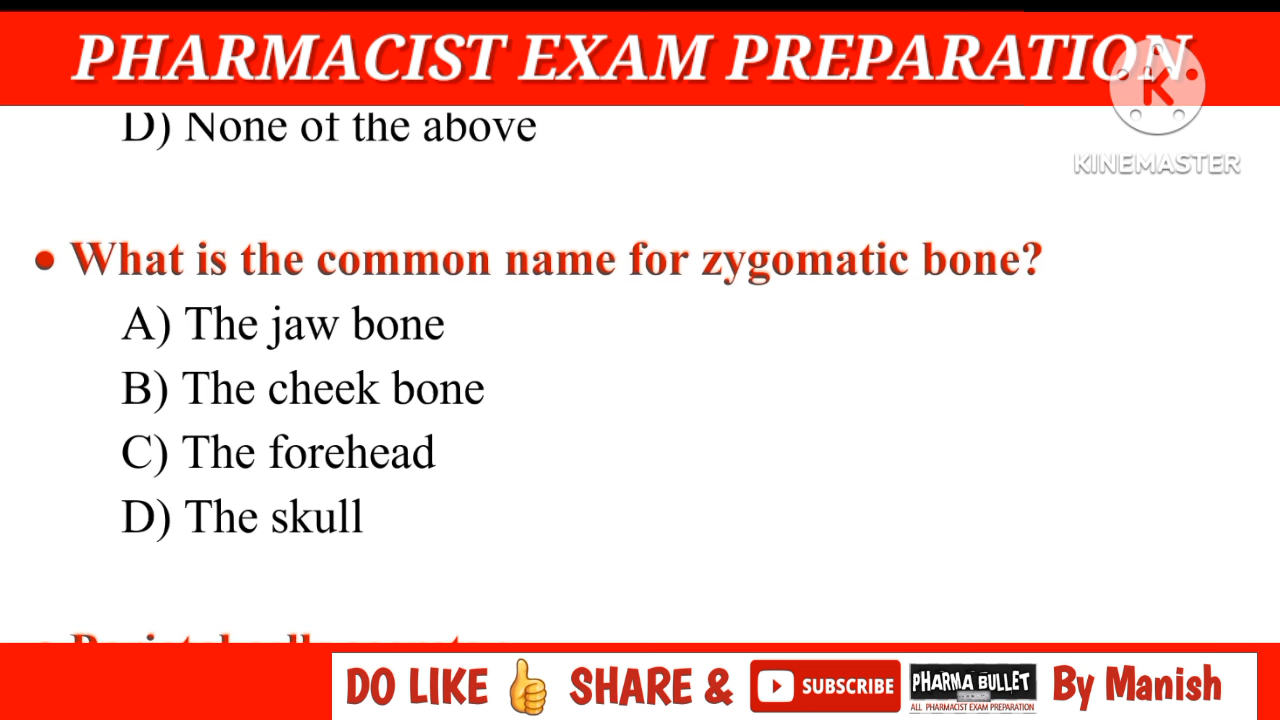 PHARMACIST EXAM PREPARATION
K
KINEMASTER
D) None of the above
• What is the common name for zygomatic bone?
A) The jaw bone
B) The cheek bone
C) The forehead
D) The skull
DO LIKE 👍 SHARE & SUBSCRIBE PHARMA BULLET By Manish
ALL PHARMACIST EXAM PREPARATION